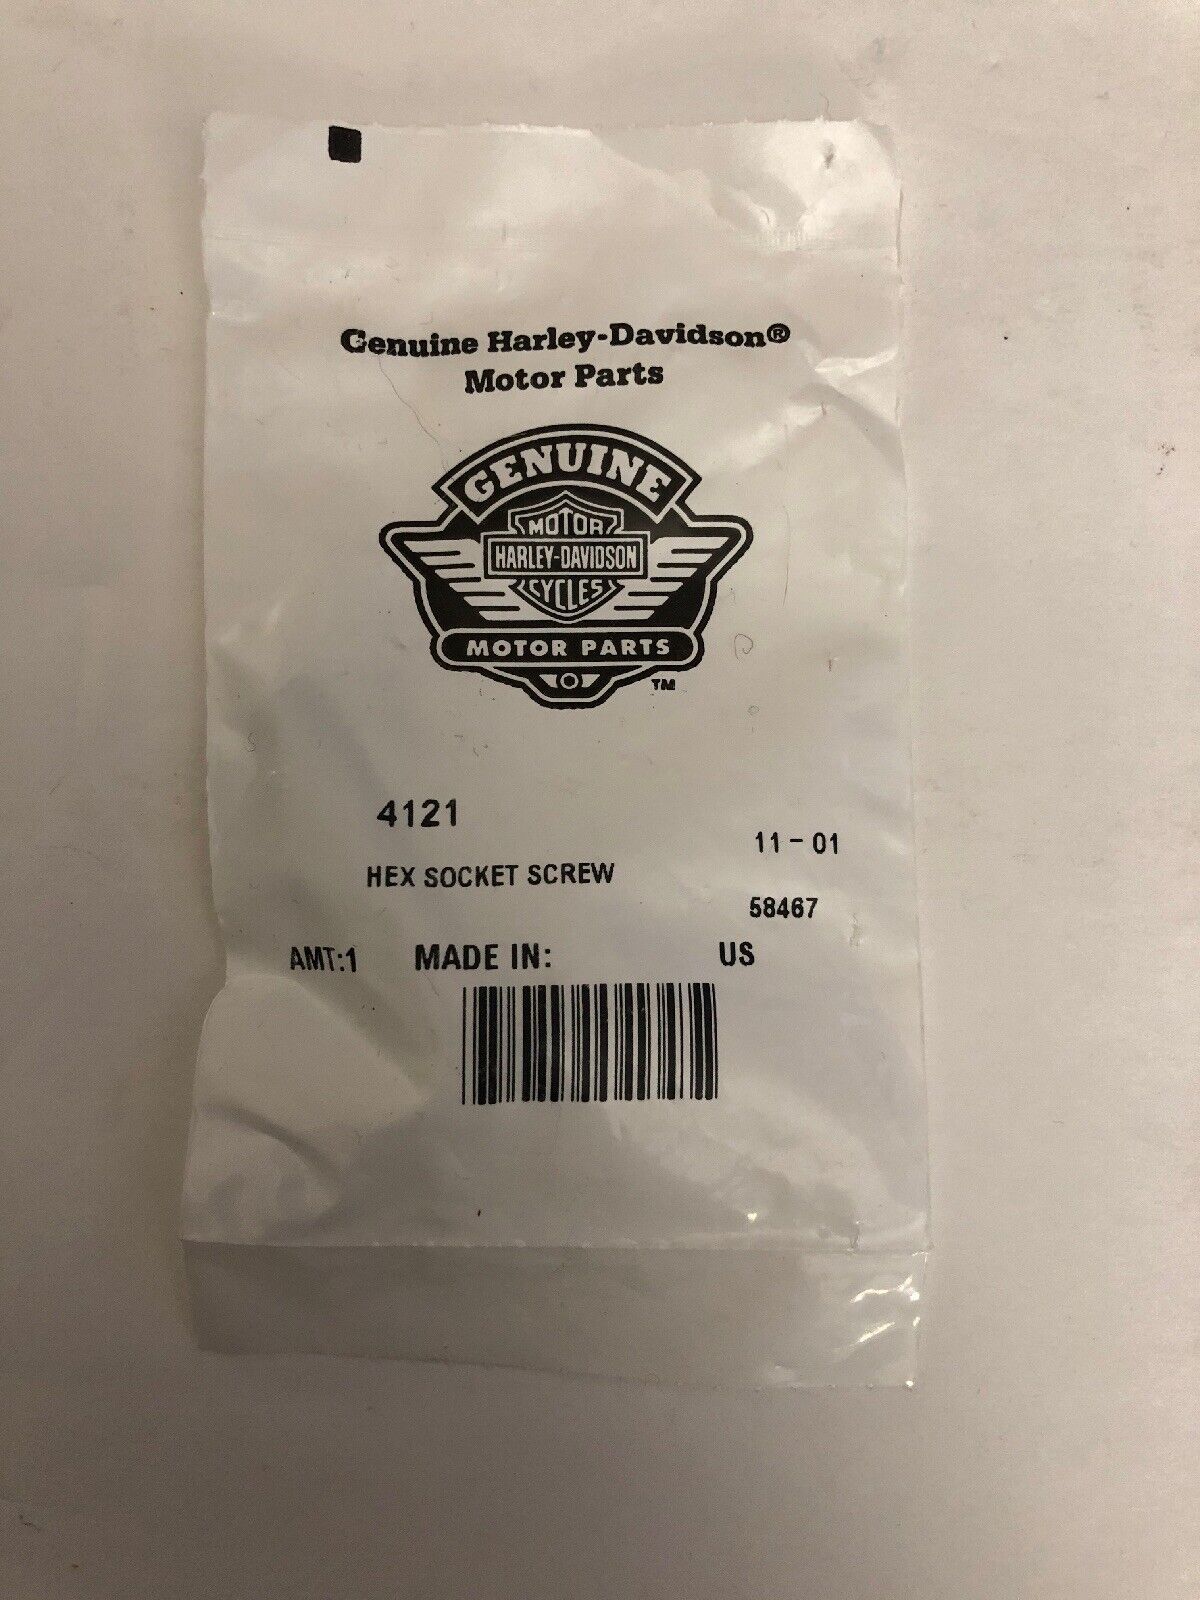 Genuine Harley-Davidson®
Motor Parts
GENUINE
MOTOR
HARLEY-DAVIDSON
CYCLES
MOTOR PARTS
TM
4121
11-01
HEX SOCKET SCREW
58467
AMT:1 MADE IN: US